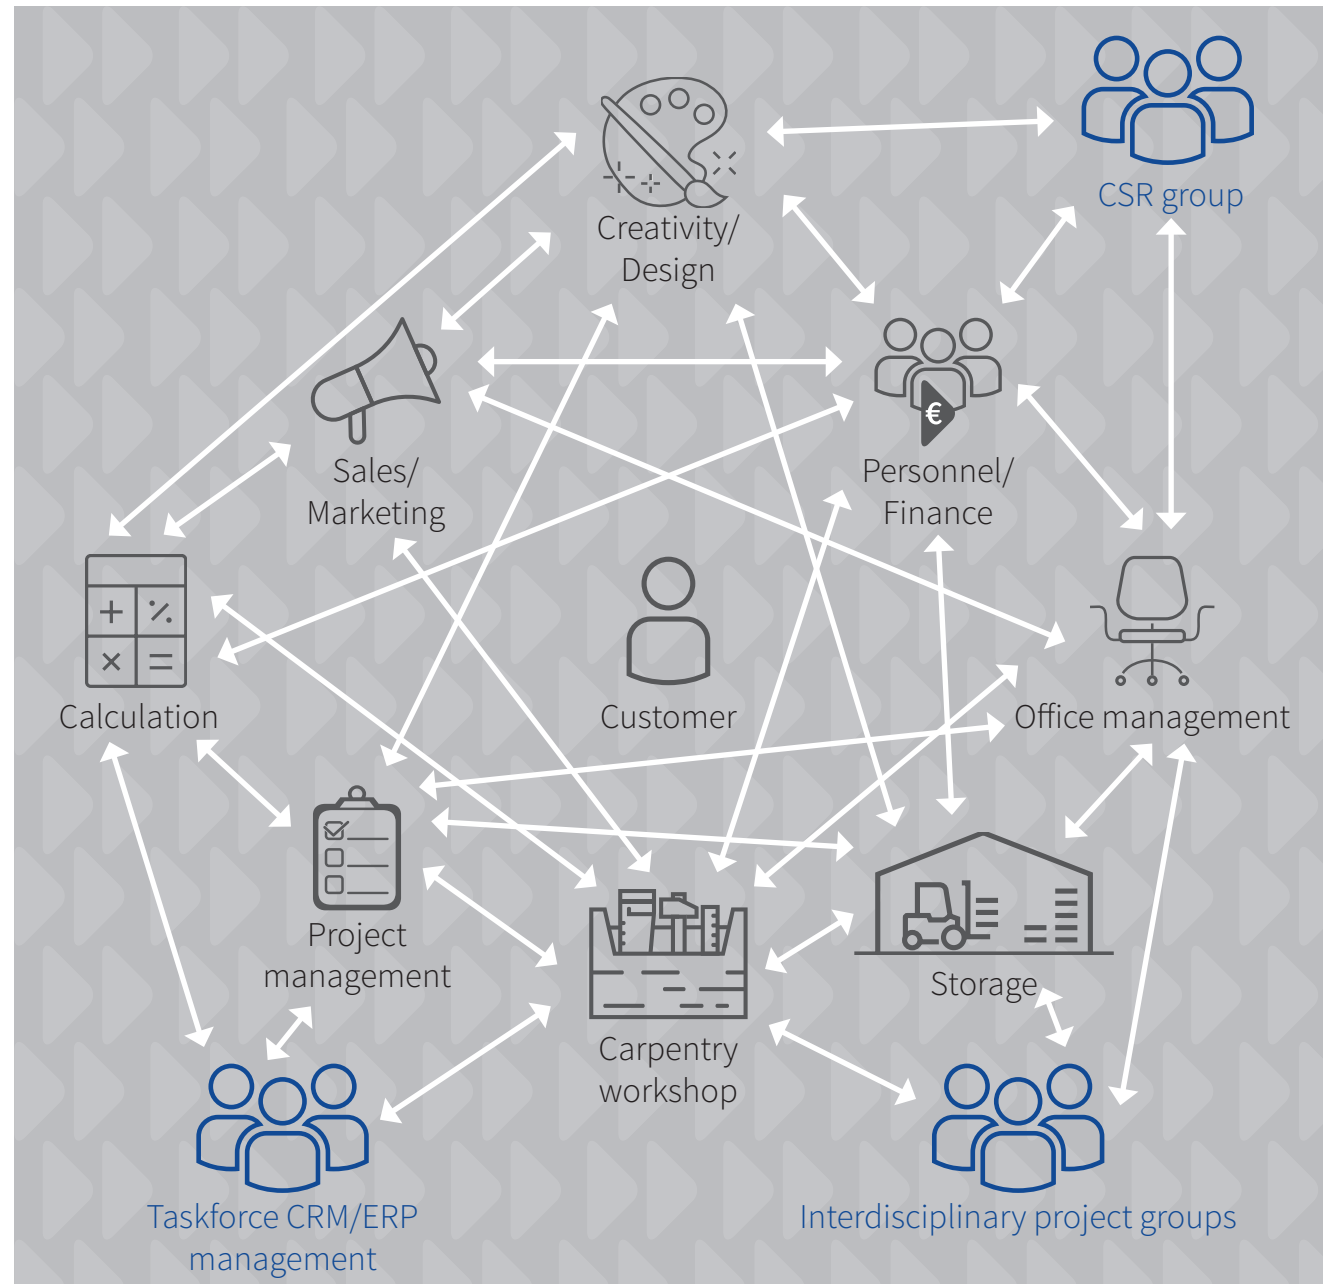 CSR group
Creativity/
Design
Sales/
Marketing
€
Personnel/
Finance
Calculation
Customer
Office management
Project
management
Storage
Carpentry
workshop
Taskforce CRM/ERP
management
Interdisciplinary project groups